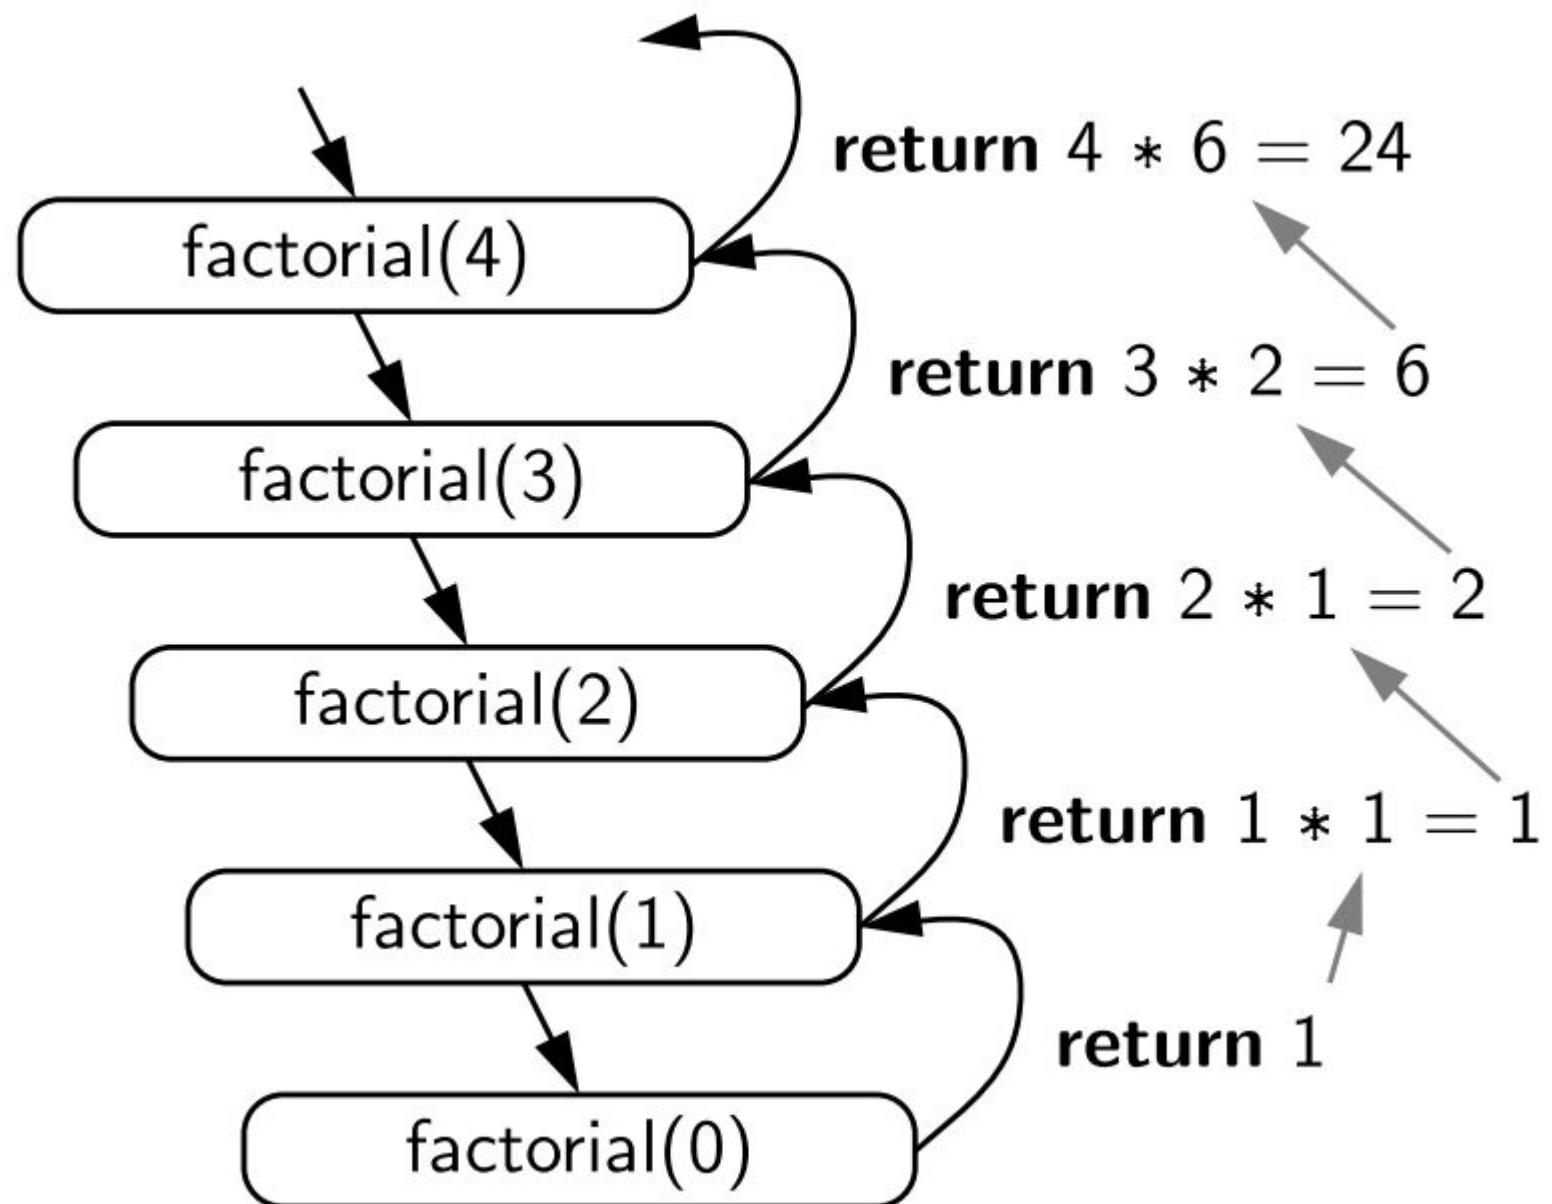 return 4 * 6 = 24
factorial(4)
return 3 * 2 = 6
factorial(3)
return 2 * 1 = 2
factorial(2)
return 1 * 1 = 1
factorial(1)
return 1
factorial(0)